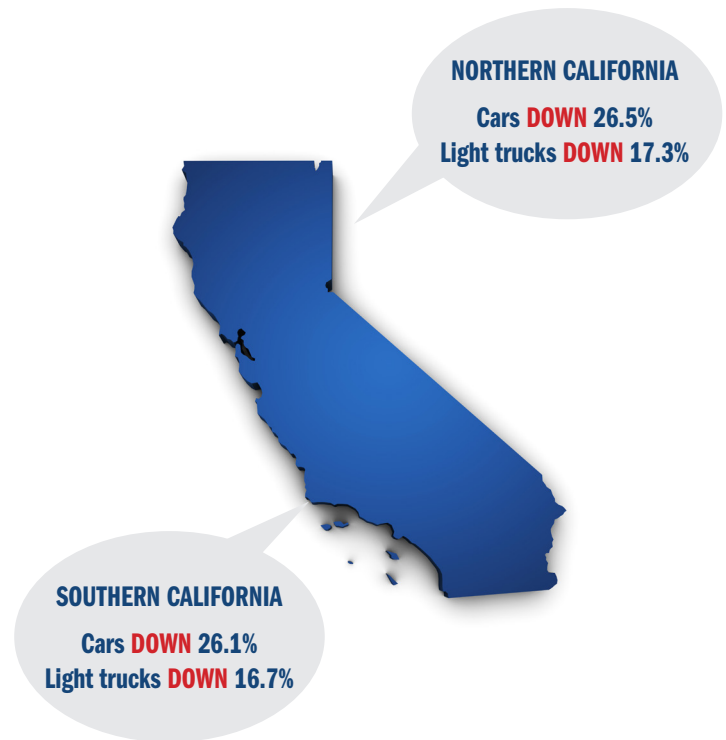 NORTHERN CALIFORNIA
Cars DOWN 26.5%
Light trucks DOWN 17.3%
SOUTHERN CALIFORNIA
Cars DOWN 26.1%
Light trucks DOWN 16.7%